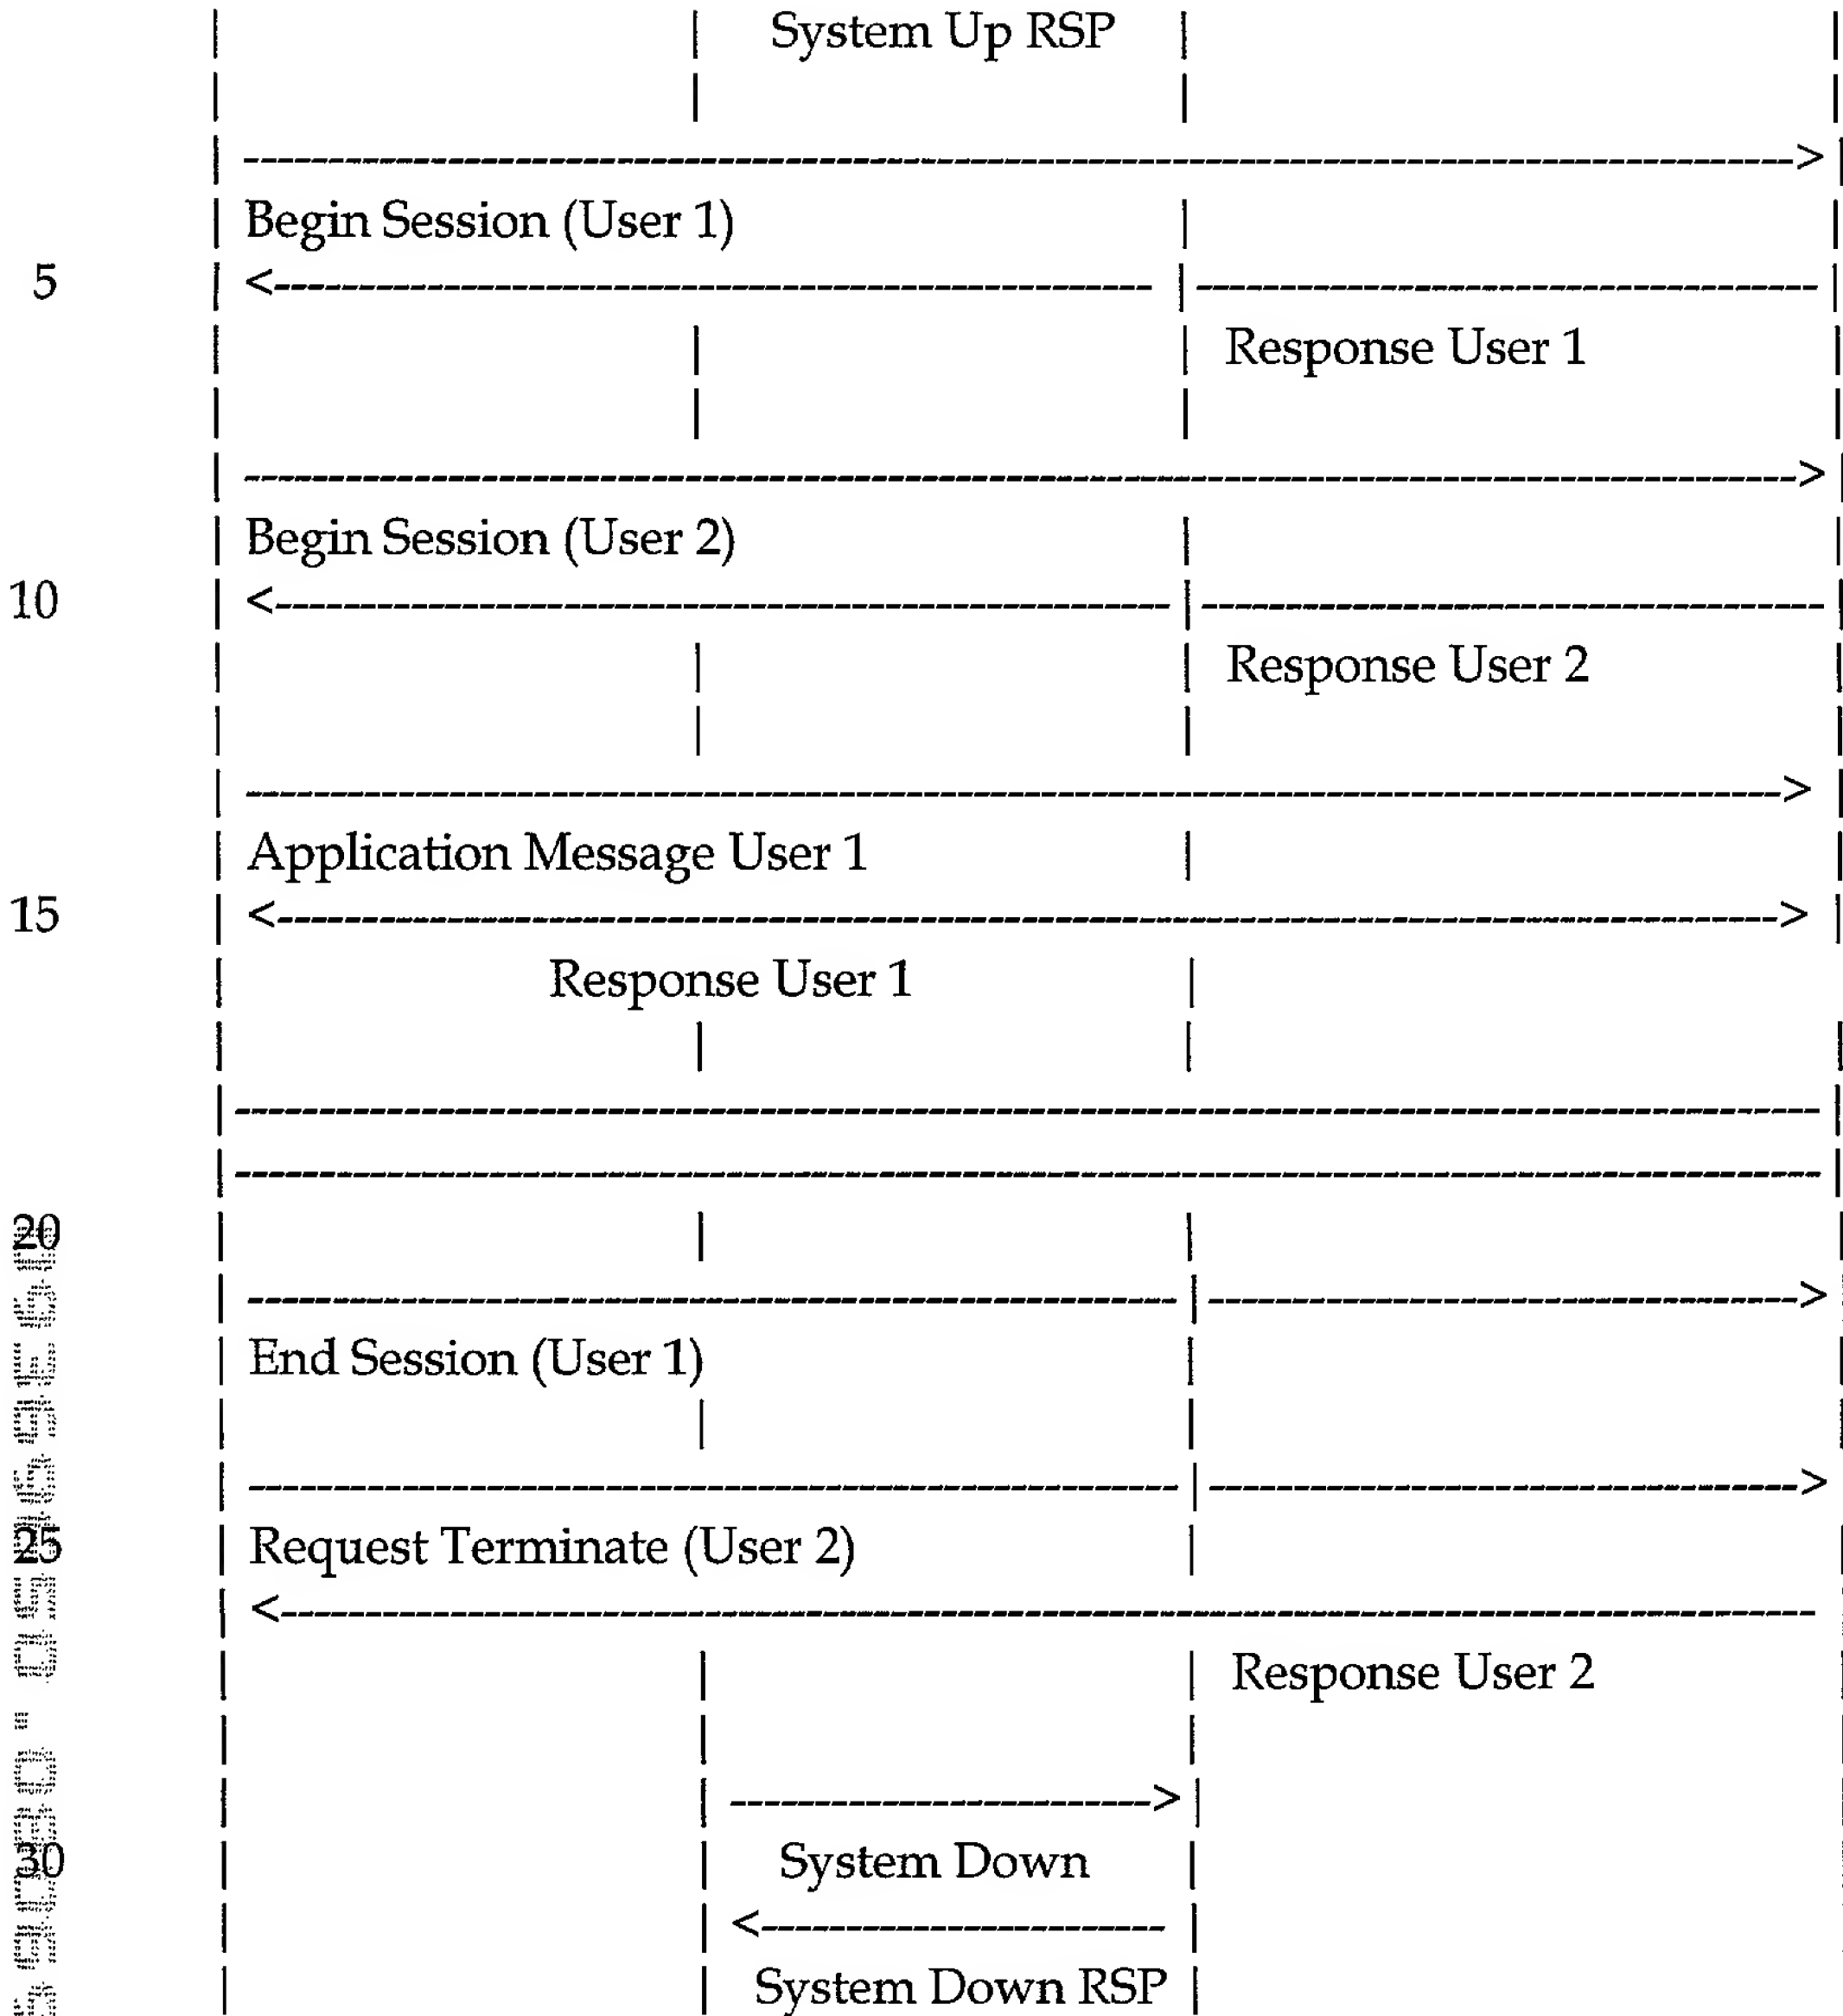 System Up RSP
Begin Session (User 1)
5
Response User 1
Begin Session (User 2)
10
Response User 2
Application Message User 1
15
Response User 1
20
End Session (User 1)
25 Request Terminate (User 2)
Response User 2
30 System Down
System Down RSP